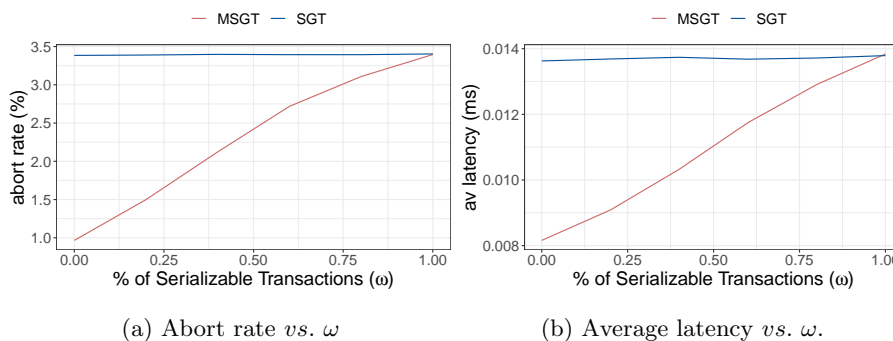 MSGT SGT
3.5
3.0
2.5
2.0
1.5
1.0
abort rate (%)
0.00 0.25 0.50 0.75 1.00
% of Serializable Transactions (ω)
(a) Abort rate vs. ω
MSGT SGT
0.014
0.012
0.010
0.008
av latency (ms)
0.00 0.25 0.50 0.75 1.00
% of Serializable Transactions (ω)
(b) Average latency vs. ω.